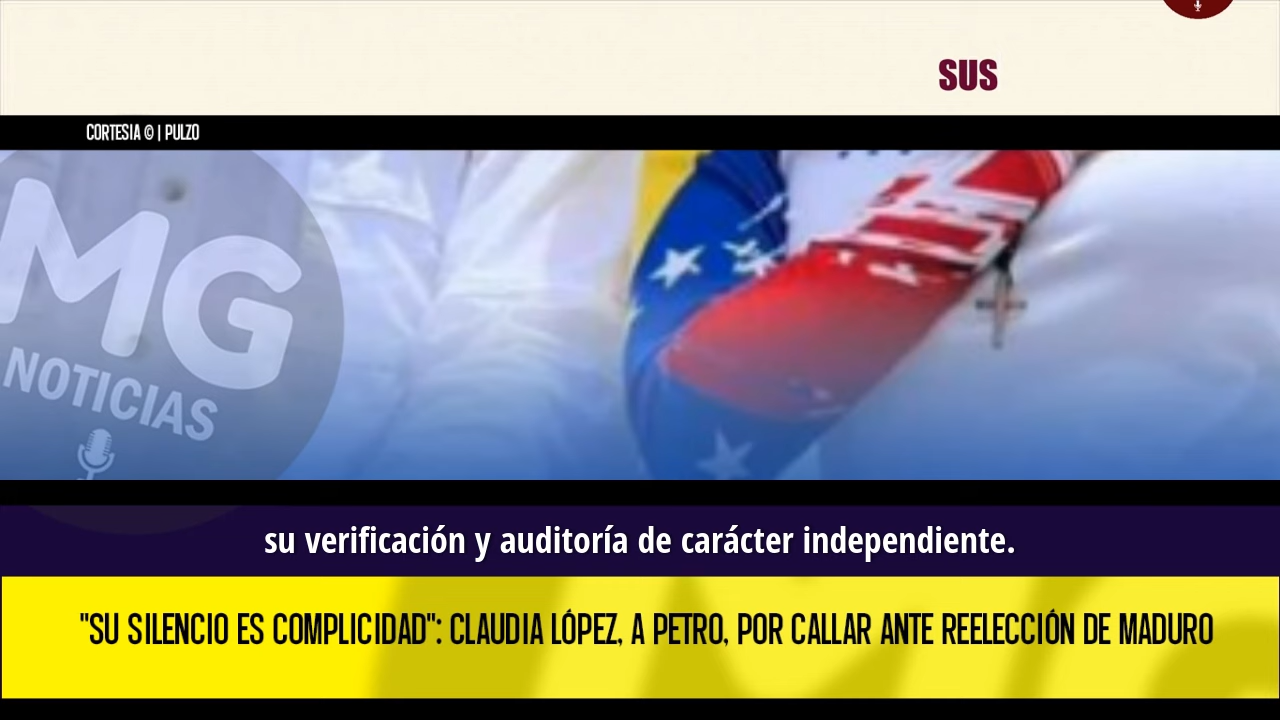 SUS
CORTESIA © | PULZO
MG
NOTICIAS
su verificación y auditoría de carácter independiente.
"SU SILENCIO ES COMPLICIDAD": CLAUDIA LÓPEZ, A PETRO, POR CALLAR ANTE REELECCIÓN DE MADURO